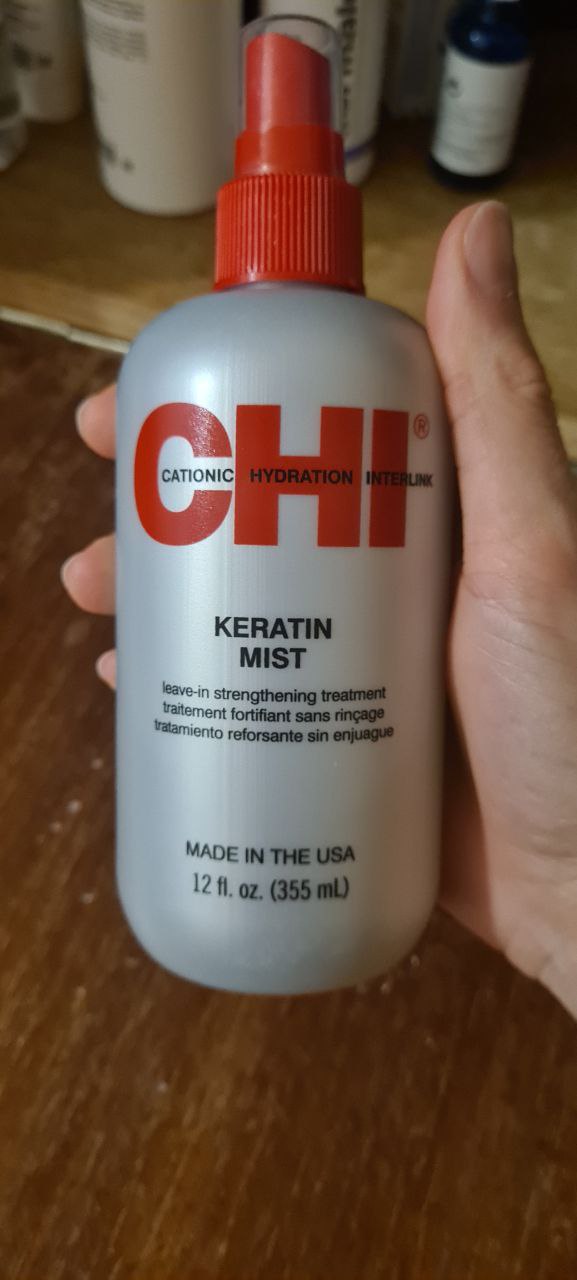 CHI®
CATIONIC HYDRATION INTERLINK
KERATIN
MIST
leave-in strengthening treatment
traitement fortifiant sans rinçage
tratamiento reforsante sin enjuague
MADE IN THE USA
12 fl. oz. (355 mL)